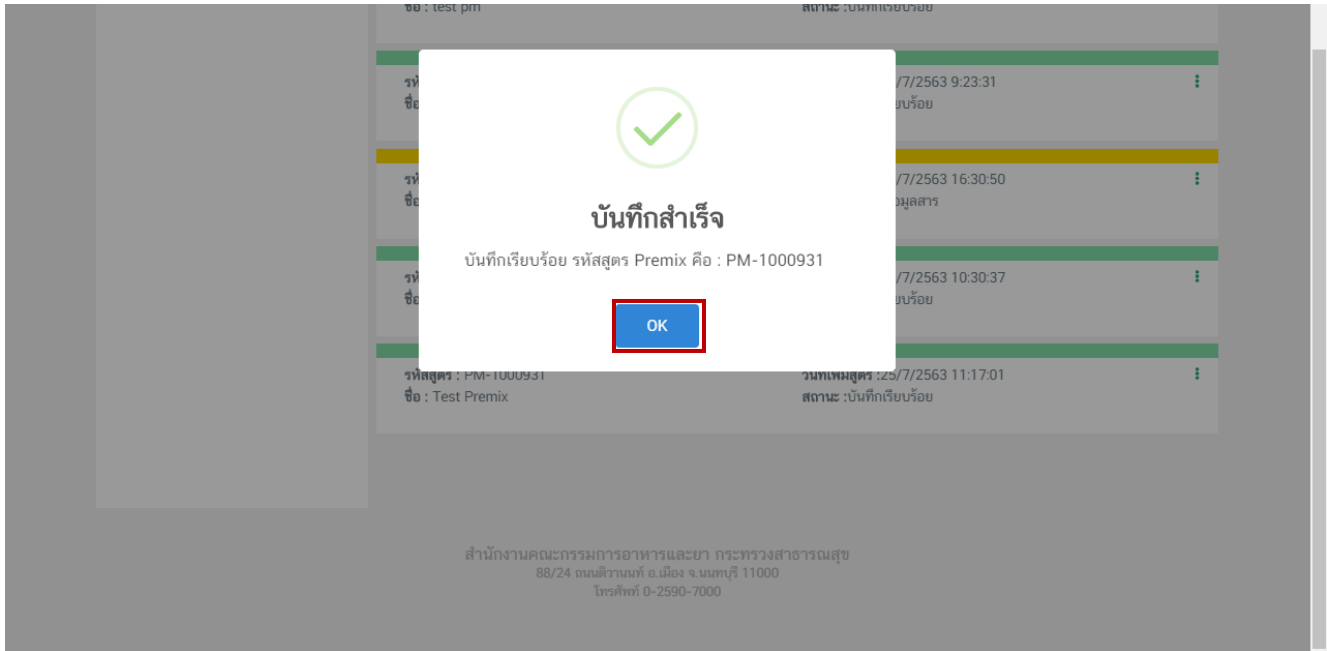 ชื่อ : test pm
สถานะ :บันทึกเรียบร้อย
/7/2563 9:23:31
รียบร้อย
/7/2563 16:30:50
อมูลสาร
บันทึกสำเร็จ
บันทึกเรียบร้อย รหัสสูตร Premix คือ : PM-1000931
/7/2563 10:30:37
รียบร้อย
OK
รหัสสูตร : PM-1000931
วันที่เพิ่มสูตร :25/7/2563 11:17:01
ชื่อ : Test Premix
สถานะ :บันทึกเรียบร้อย
สำนักงานคณะกรรมการอาหารและยา กระทรวงสาธารณสุข
88/24 ถนนติวานนท์ อ.เมือง จ.นนทบุรี 11000
โทรศัพท์ 0-2590-7000